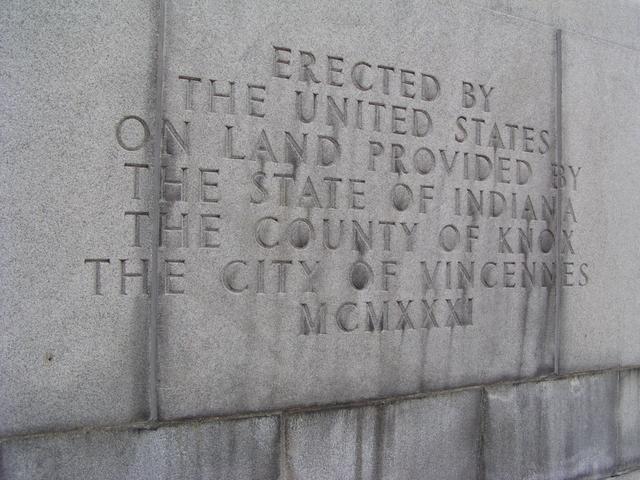 ERECTED BY
THE UNITED STATES
ON LAND PROVIDED BY
THE STATE OF INDIANA
THE COUNTY OF KNOX
THE CITY OF VINCENNES
MCMXXXI